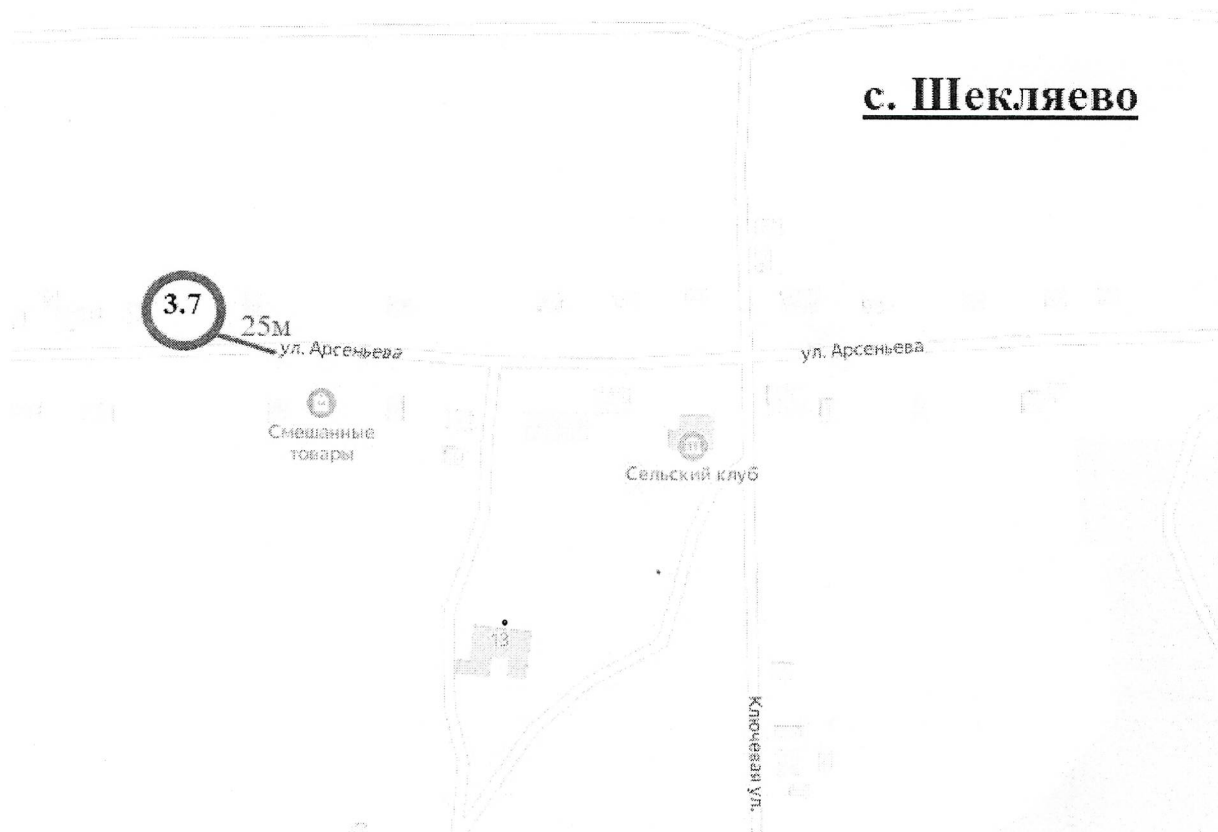 с. Шекляево
3.7
25м
ул. Арсеньева
ул. Арсеньева
Смешанные
товары
Сельский клуб
13
Ключевая ул.